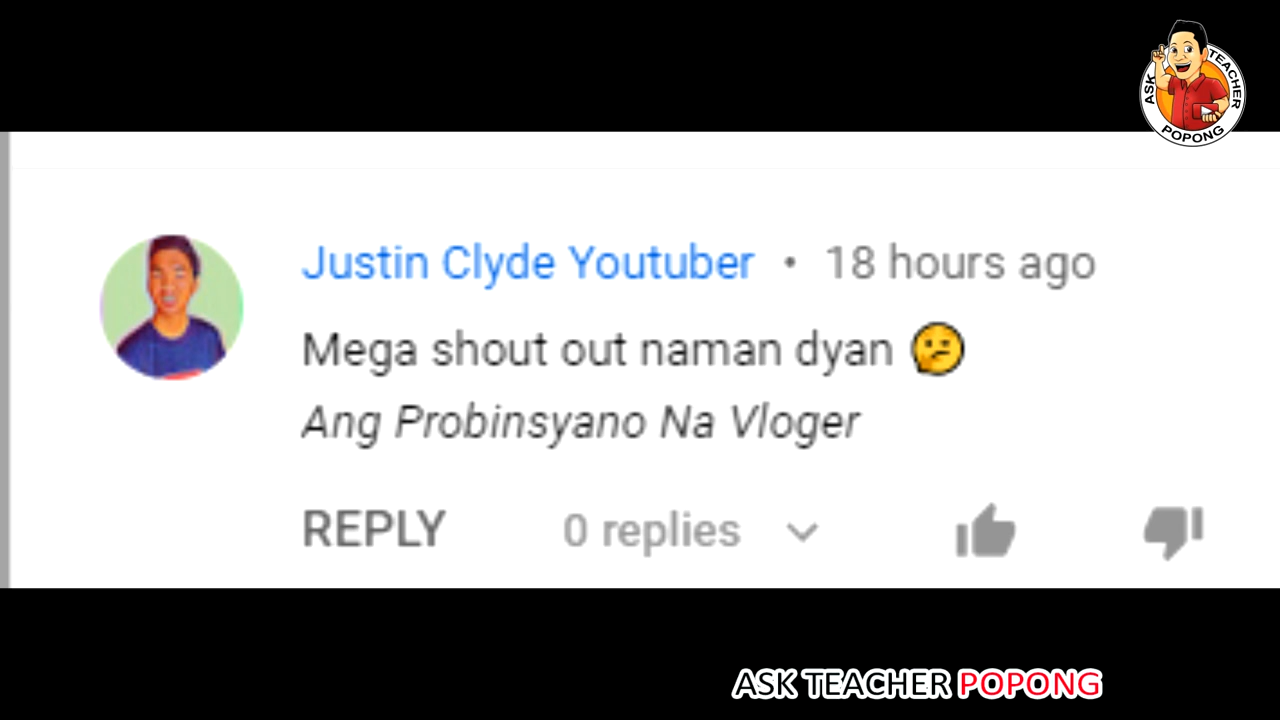 ASK TEACHER POPONG
Justin Clyde Youtuber • 18 hours ago
Mega shout out naman dyan 🤔
Ang Probinsyano Na Vloger
REPLY 0 replies
ASK TEACHER POPONG